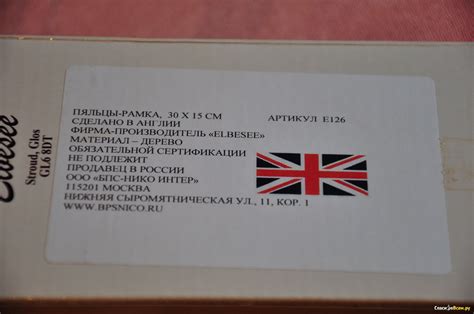 Elbesee
Stroud, Glos
GL6 8DT
ПЯЛЬЦЫ-РАМКА, 30 X 15 СМ
АРТИКУЛ E126
СДЕЛАНО В АНГЛИИ
ФИРМА-ПРОИЗВОДИТЕЛЬ «ELBESEE»
МАТЕРИАЛ – ДЕРЕВО
ОБЯЗАТЕЛЬНОЙ СЕРТИФИКАЦИИ
НЕ ПОДЛЕЖИТ
ПРОДАВЕЦ В РОССИИ
ООО «БПС-НИКО ИНТЕР»
115201 МОСКВА
НИЖНЯЯ СЫРОМЯТНИЧЕСКАЯ УЛ., 11, КОР. 1
WWW.BPSNICO.RU